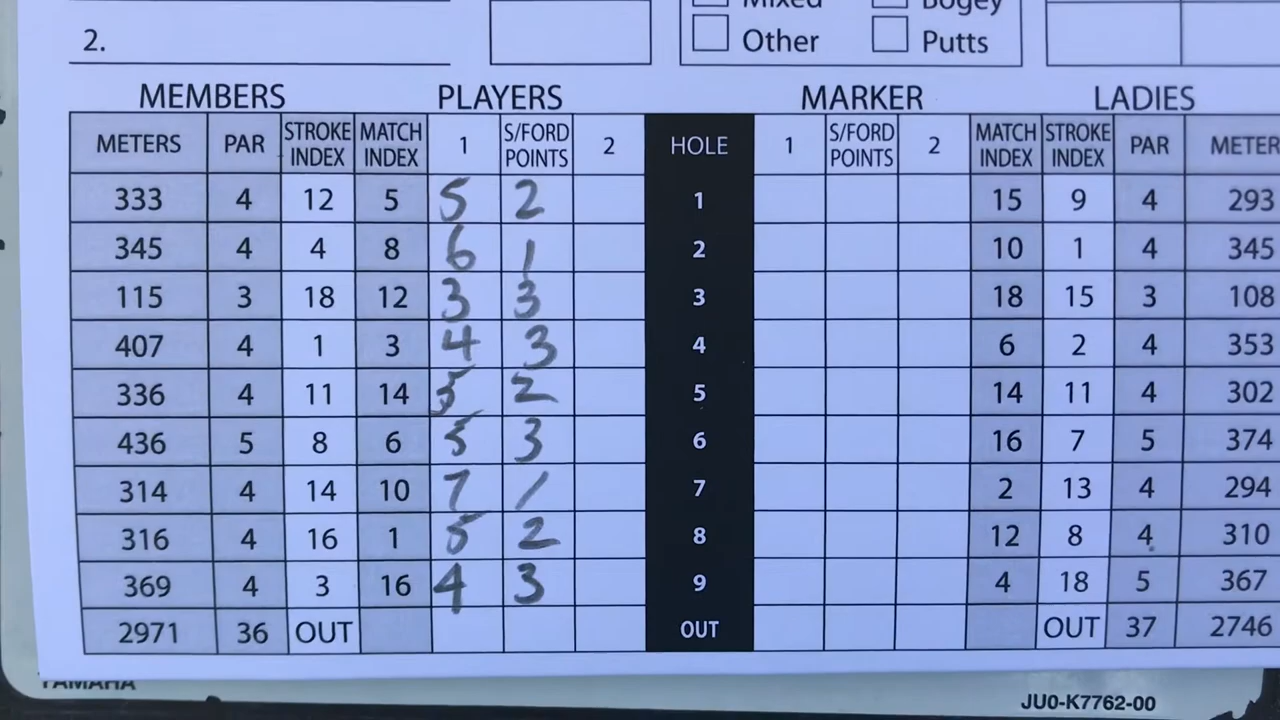 Mixed Bogey
2. Other Putts
MEMBERS PLAYERS MARKER LADIES
METERS PAR STROKE INDEX MATCH INDEX 1 S/FORD POINTS 2 HOLE 1 S/FORD POINTS 2 MATCH INDEX STROKE INDEX PAR METER
333 4 12 5 5 2 1 15 9 4 293
345 4 4 8 6 1 2 10 1 4 345
115 3 18 12 3 3 3 18 15 3 108
407 4 1 3 4 3 4 6 2 4 353
336 4 11 14 5 2 5 14 11 4 302
436 5 8 6 5 3 6 16 7 5 374
314 4 14 10 7 1 7 2 13 4 294
316 4 16 1 5 2 8 12 8 4 310
369 4 3 16 4 3 9 4 18 5 367
2971 36 OUT OUT OUT 37 2746
YAMAHA JU0-K7762-00